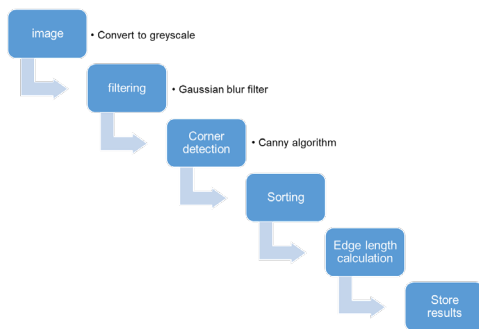 image
• Convert to greyscale
filtering
• Gaussian blur filter
Corner
detection
• Canny algorithm
Sorting
Edge length
calculation
Store
results